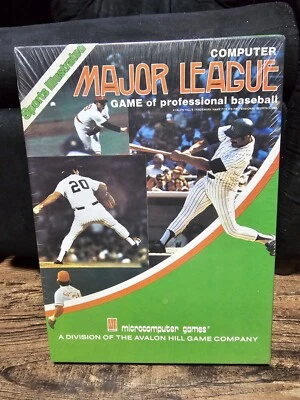 Sports Illustrated
COMPUTER
MAJOR LEAGUE
GAME of professional baseball
20
microcomputer games
A DIVISION OF THE AVALON HILL GAME COMPANY